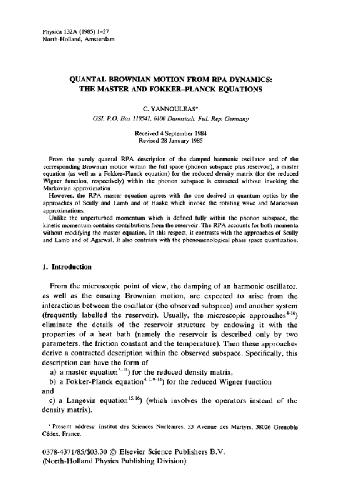 Physica 132A (1985) 1-37
North-Holland, Amsterdam
QUANTAL BROWNIAN MOTION FROM RPA DYNAMICS:
THE MASTER AND FOKKER–PLANCK EQUATIONS
C. YANNOULEAS*
GSI, P.O. Box 110541, 6100 Darmstadt, Fed. Rep. Germany
Received 4 September 1984
Revised 28 January 1985
From the purely quantal RPA description of the damped harmonic oscillator and of the
corresponding Brownian motion within the full space (phonon subspace plus reservoir), a master
equation (as well as a Fokker–Planck equation) for the reduced density matrix (for the reduced
Wigner function, respectively) within the phonon subspace is extracted without invoking the
Markovian approximation.
However, the RPA master equation agrees with the one derived in quantum optics by the
approaches of Scully and Lamb and of Haake which invoke the rotating wave and Markovian
approximations.
Unlike the unperturbed momentum which is defined fully within the phonon subspace, the
kinetic momentum contains contributions from the reservoir. The RPA accounts for both momenta
without modifying the master equation. In this respect, it contrasts with the approaches of Scully
and Lamb and of Agarwal. It also contrasts with the phenomenological phase space quantization.
1. Introduction
From the microscopic point of view, the damping of an harmonic oscillator,
as well as the ensuing Brownian motion, are expected to arise from the
interactions between the oscillator (the observed subspace) and another system
(frequently labelled the reservoir). Usually, the microscopic approaches
eliminate the details of the reservoir structure by endowing it with the
properties of a heat bath (namely the reservoir is described only by two
parameters, the friction constant and the temperature). Then these approaches
derive a contracted description within the observed subspace. Specifically, this
description can have the form of
a) a master equation for the reduced density matrix,
b) a Fokker-Planck equation for the reduced Wigner function
and
c) a Langevin equation (which involves the operators instead of the
density matrix).
* Present address: Institut des Sciences Nucléaires, 53 Avenue des Martyrs, 38026 Grenoble
Cédex, France.
0378-4371/85/$03.30 © Elsevier Science Publishers B.V.
(North-Holland Physics Publishing Division)